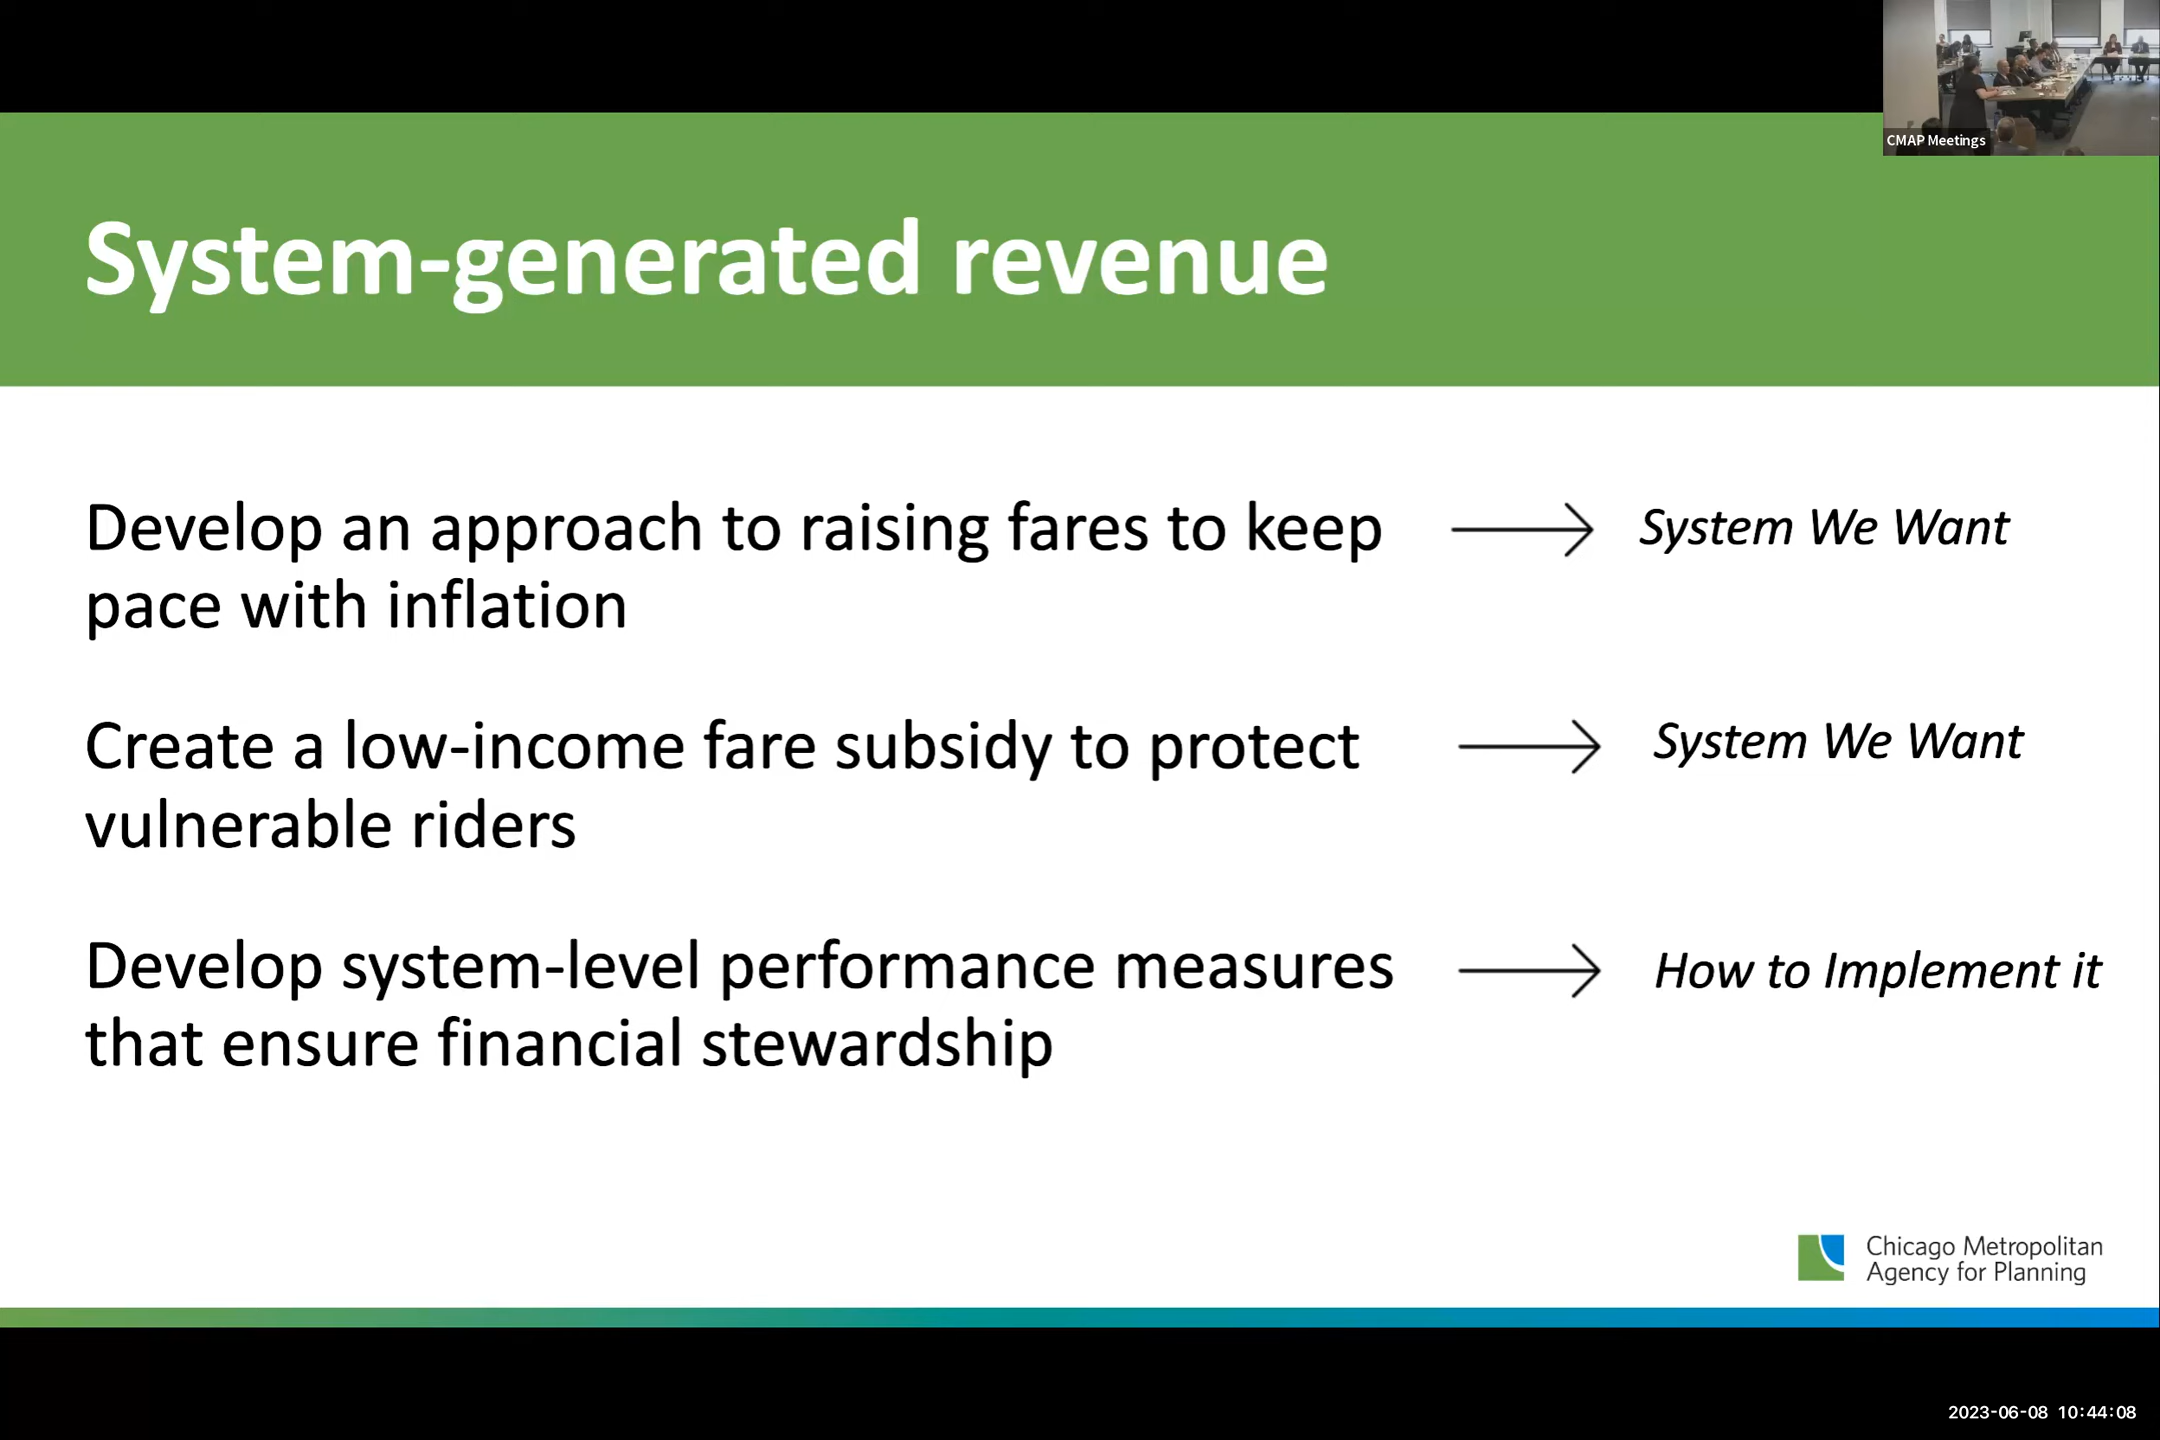 CMAP Meetings
System-generated revenue
Develop an approach to raising fares to keep
pace with inflation
System We Want
Create a low-income fare subsidy to protect
vulnerable riders
System We Want
Develop system-level performance measures
that ensure financial stewardship
How to Implement it
Chicago Metropolitan
Agency for Planning
2023-06-08 10:44:08